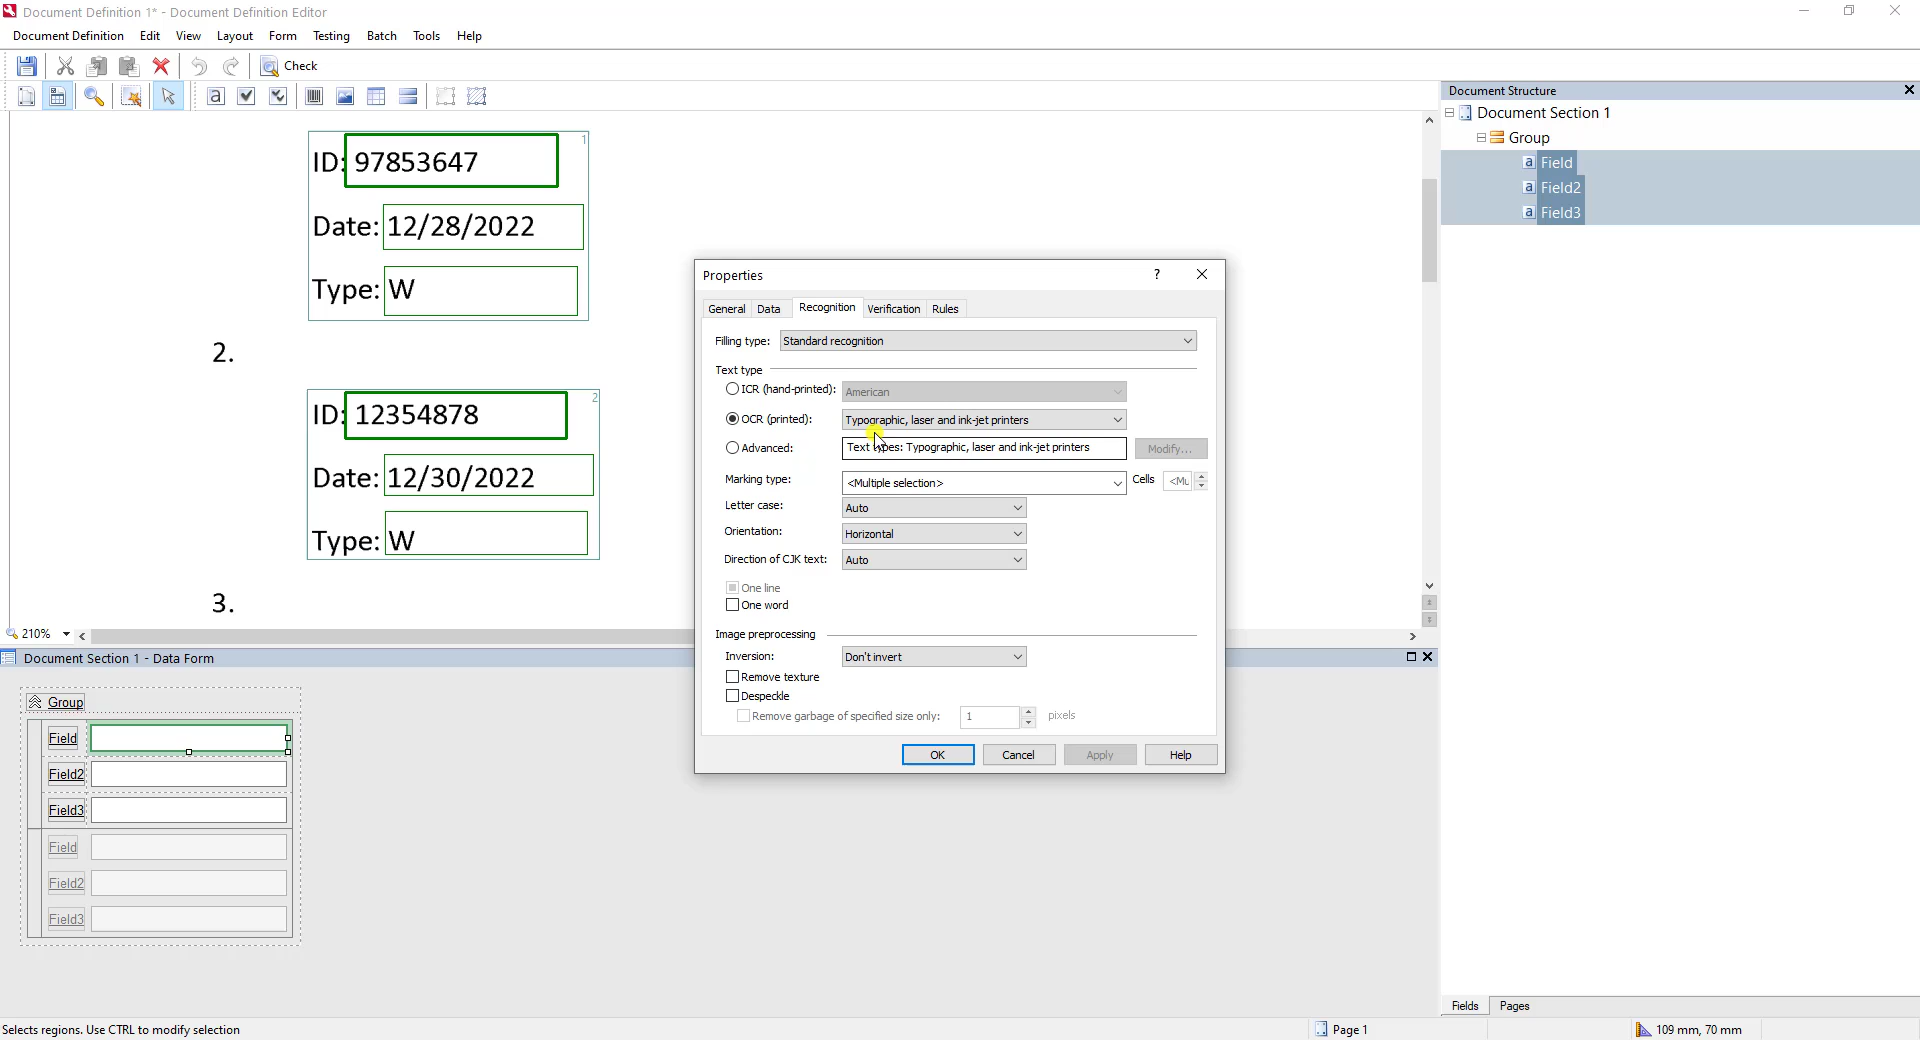 Document Definition 1* - Document Definition Editor
Document Definition Edit View Layout Form Testing Batch Tools Help
Check
Document Structure
Document Section 1
Group
Field
Field2
Field3
1
ID: 97853647
Date: 12/28/2022
Type: W
2.
2
ID: 12354878
Date: 12/30/2022
Type: W
3.
210%
Properties
?
General Data Recognition Verification Rules
Filling type: Standard recognition
Text type
ICR (hand-printed): American
OCR (printed): Typographic, laser and ink-jet printers
Advanced: Text types: Typographic, laser and ink-jet printers Modify...
Marking type: <Multiple selection> Cells <Mu
Letter case: Auto
Orientation: Horizontal
Direction of CJK text: Auto
One line
One word
Image preprocessing
Inversion: Don't invert
Remove texture
Despeckle
Remove garbage of specified size only: 1 pixels
OK Cancel Apply Help
Document Section 1 - Data Form
Group
Field
Field2
Field3
Field
Field2
Field3
Fields Pages
Selects regions. Use CTRL to modify selection
Page 1
109 mm, 70 mm